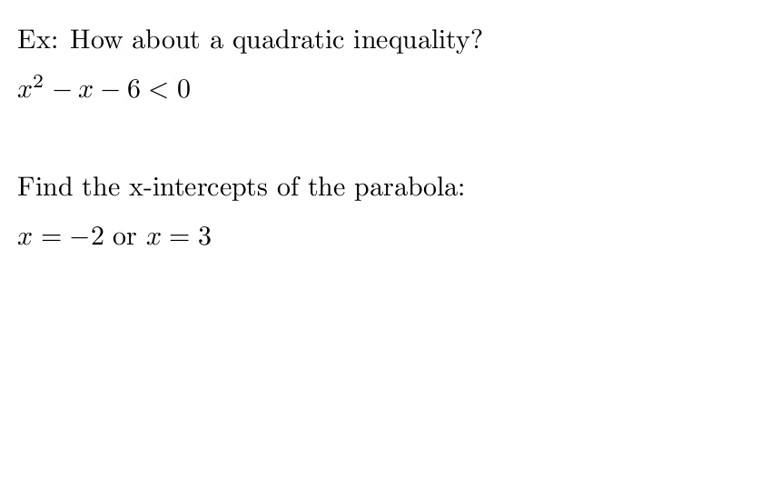 Ex: How about a quadratic inequality?
x² − x − 6 < 0
Find the x-intercepts of the parabola:
x = −2 or x = 3